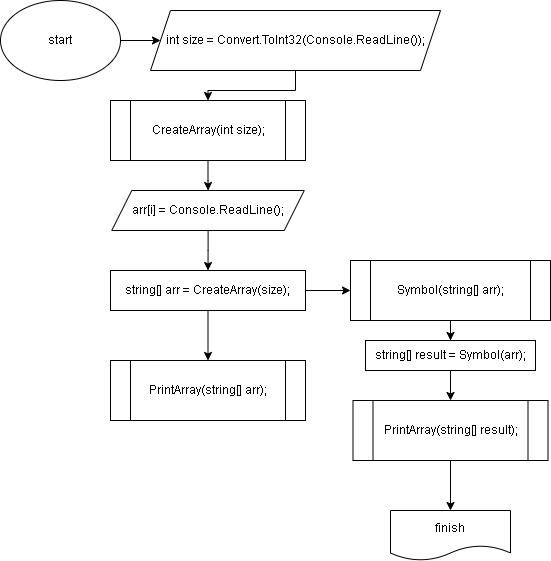 start
int size = Convert.ToInt32(Console.ReadLine());
CreateArray(int size);
arr[i] = Console.ReadLine();
string[] arr = CreateArray(size);
Symbol(string[] arr);
string[] result = Symbol(arr);
PrintArray(string[] arr);
PrintArray(string[] result);
finish